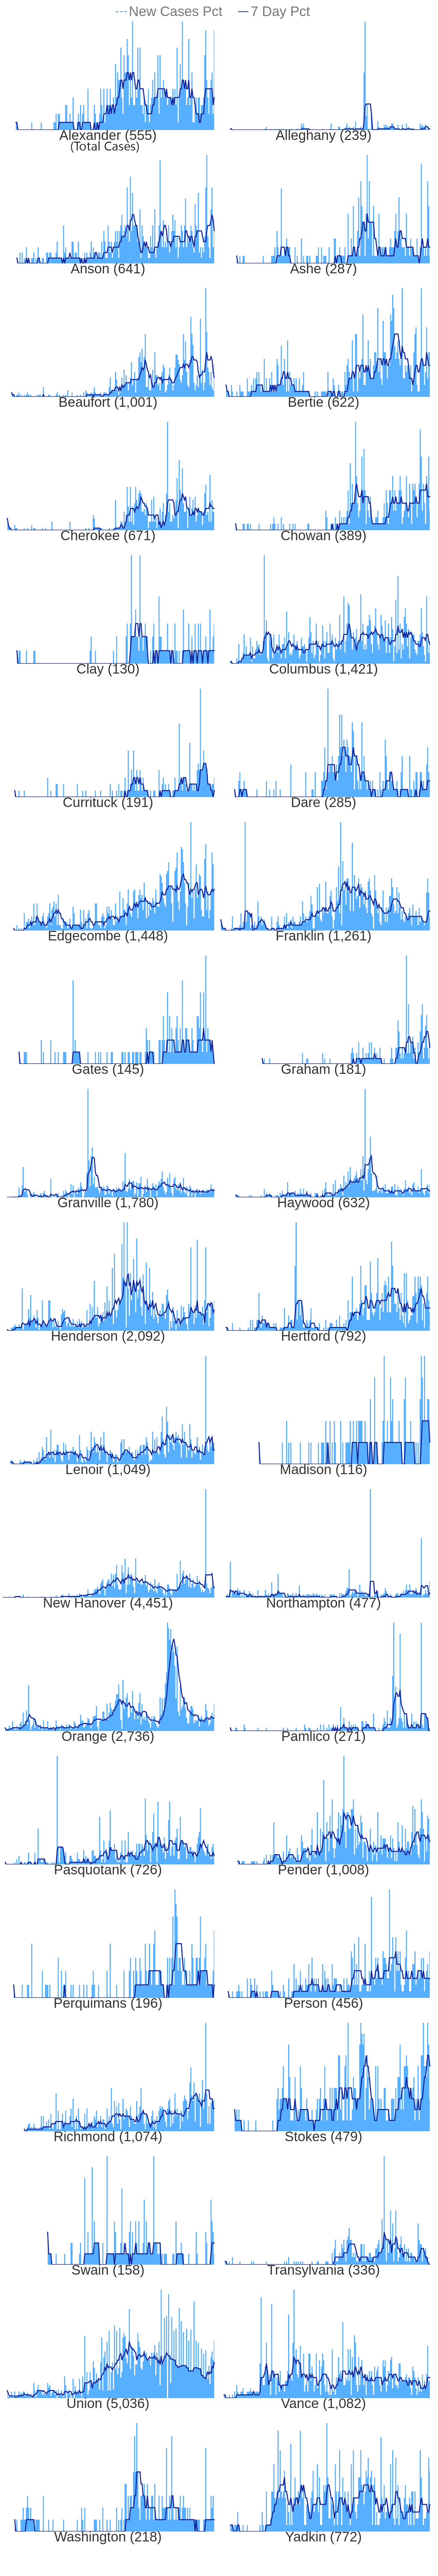 New Cases Pct 7 Day Pct
Alexander (555) Alleghany (239)
(Total Cases)
Anson (641) Ashe (287)
Beaufort (1,001) Bertie (622)
Cherokee (671) Chowan (389)
Clay (130) Columbus (1,421)
Currituck (191) Dare (285)
Edgecombe (1,448) Franklin (1,261)
Gates (145) Graham (181)
Granville (1,780) Haywood (632)
Henderson (2,092) Hertford (792)
Lenoir (1,049) Madison (116)
New Hanover (4,451) Northampton (477)
Orange (2,736) Pamlico (271)
Pasquotank (726) Pender (1,008)
Perquimans (196) Person (456)
Richmond (1,074) Stokes (479)
Swain (158) Transylvania (336)
Union (5,036) Vance (1,082)
Washington (218) Yadkin (772)